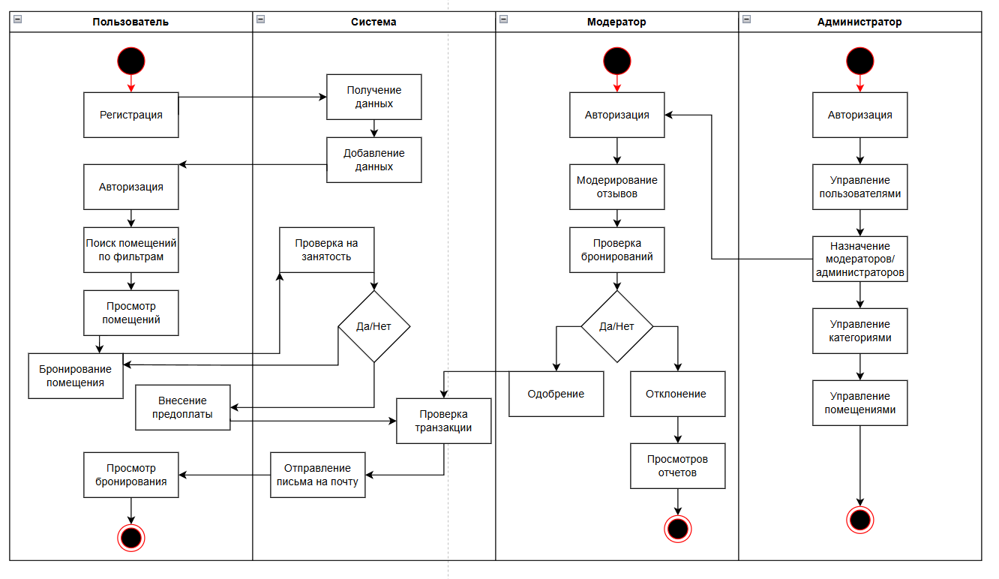 Пользователь
Система
Модератор
Администратор
Регистрация
Авторизация
Поиск помещений
по фильтрам
Просмотр
помещений
Бронирование
помещения
Внесение
предоплаты
Просмотр
бронирования
Получение
данных
Добавление
данных
Проверка на
занятость
Да/Нет
Проверка
транзакции
Отправление
письма на почту
Авторизация
Модерирование
отзывов
Проверка
бронирований
Да/Нет
Одобрение
Отклонение
Просмотров
отчетов
Авторизация
Управление
пользователями
Назначение
модераторов/
администраторов
Управление
категориями
Управление
помещениями